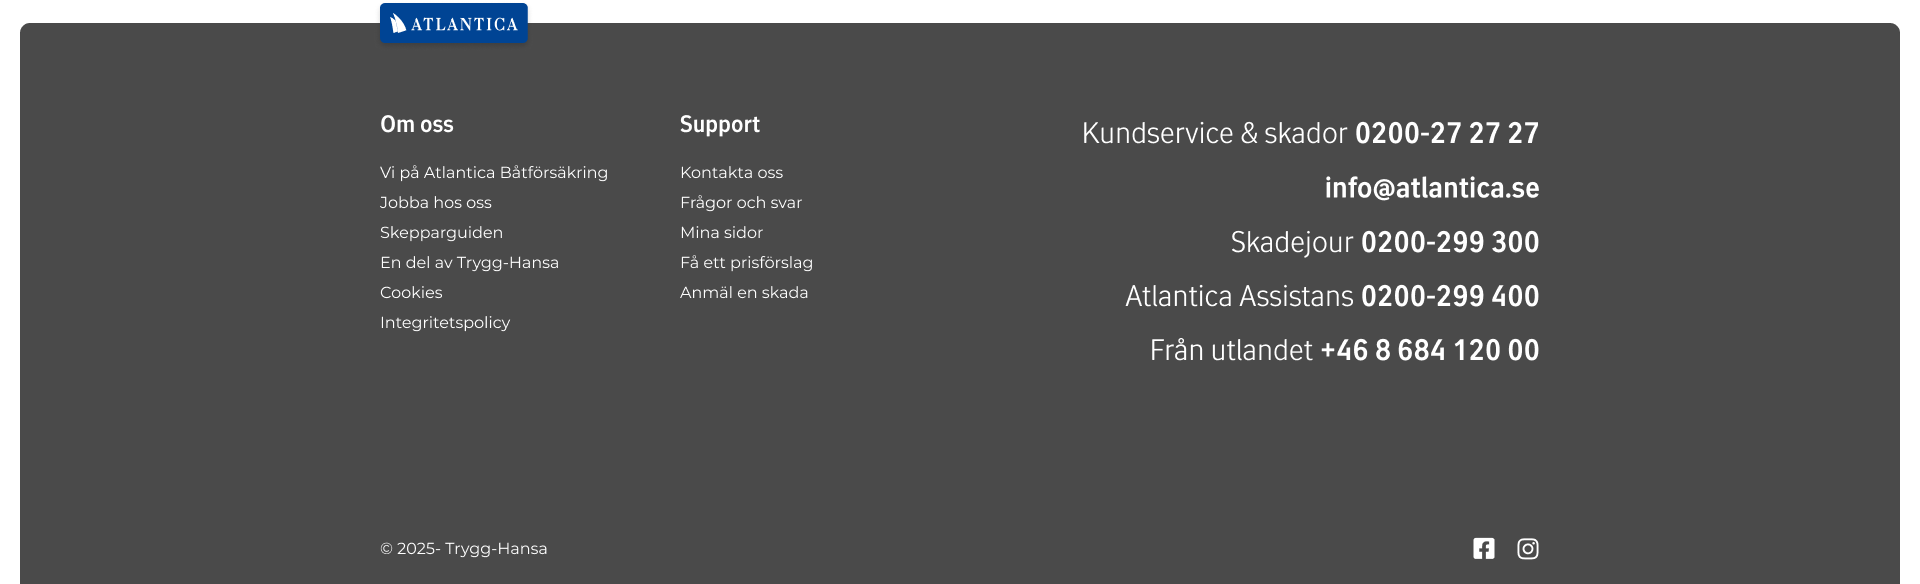 ATLANTICA
Om oss
Vi på Atlantica Båtförsäkring
Jobba hos oss
Skepparguiden
En del av Trygg-Hansa
Cookies
Integritetspolicy
Support
Kontakta oss
Frågor och svar
Mina sidor
Få ett prisförslag
Anmäl en skada
Kundservice & skador 0200-27 27 27
info@atlantica.se
Skadejour 0200-299 300
Atlantica Assistans 0200-299 400
Från utlandet +46 8 684 120 00
© 2025- Trygg-Hansa